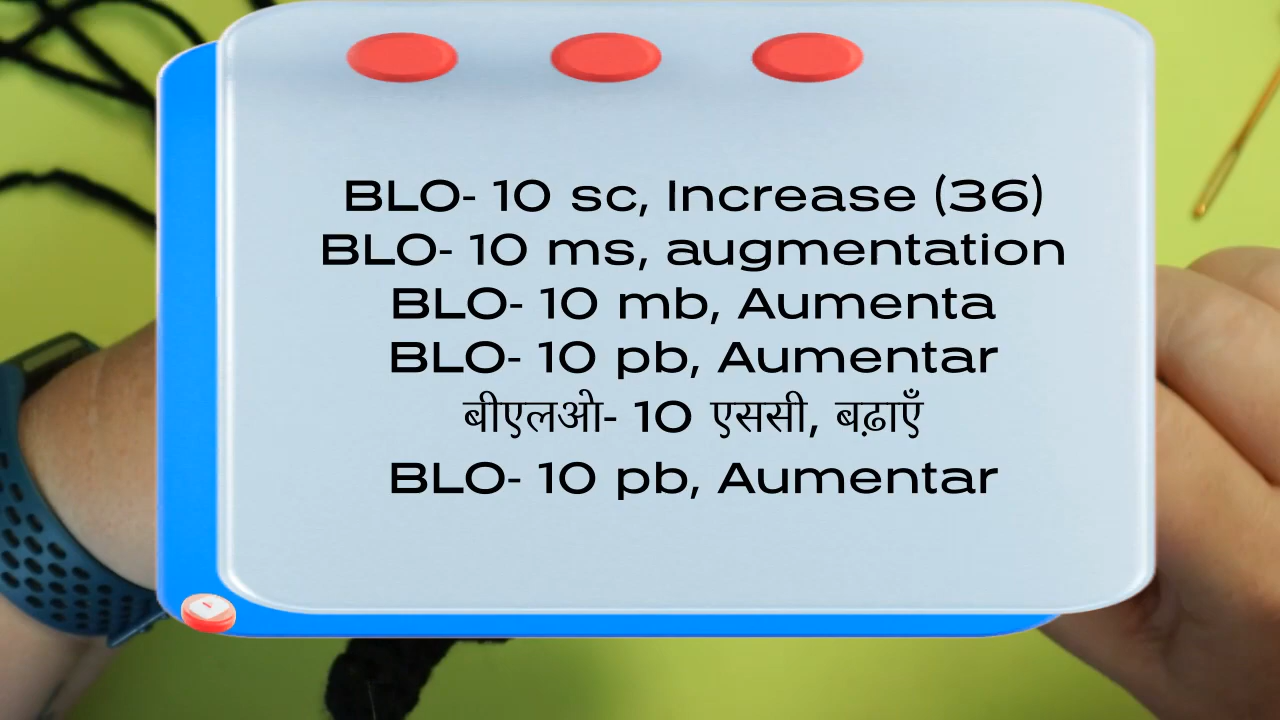 BLO- 10 sc, Increase (36)
BLO- 10 ms, augmentation
BLO- 10 mb, Aumenta
BLO- 10 pb, Aumentar
बीएलओ- 10 एससी, बढ़ाएँ
BLO- 10 pb, Aumentar